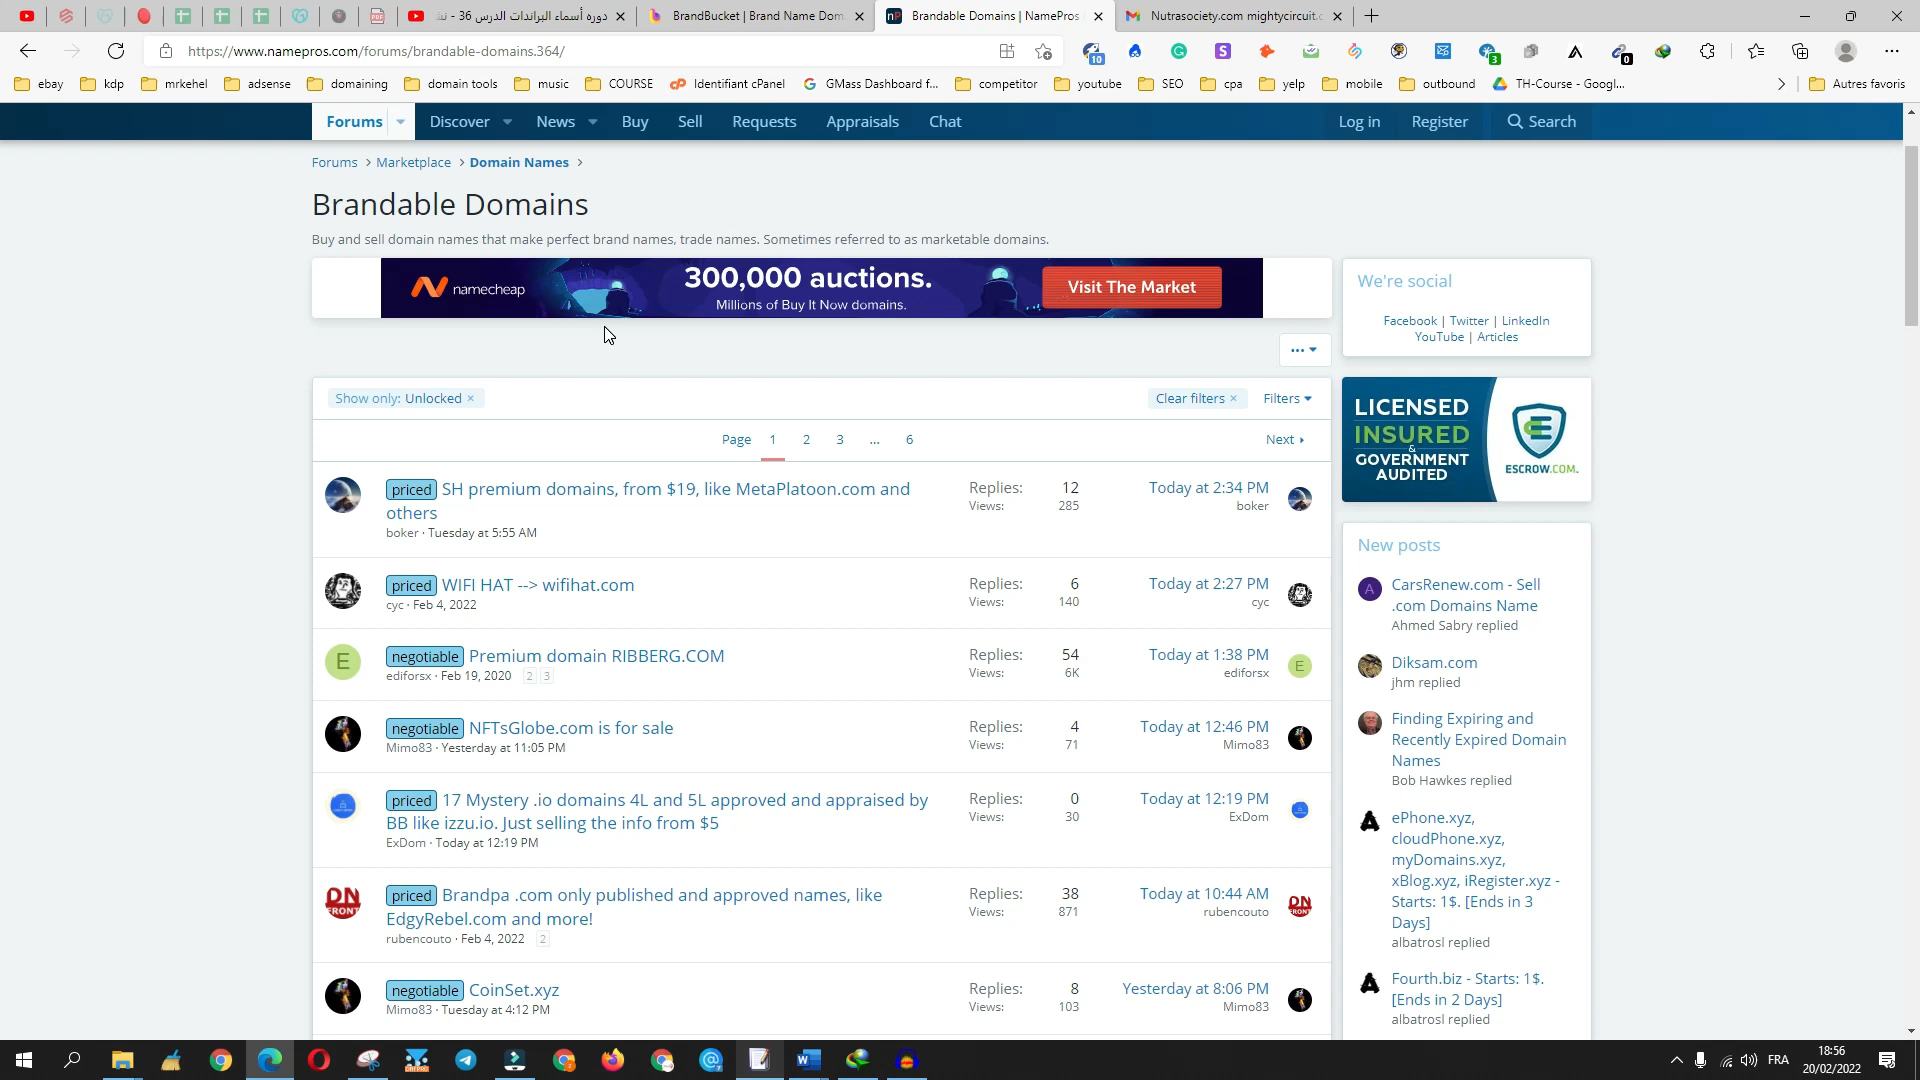 دوره أسماء البراندات الدرس 36 -
BrandBucket | Brand Name Dom
Brandable Domains | NamePros
Nutrasociety.com mightycircuit.c
https://www.namepros.com/forums/brandable-domains.364/
10
3
0
ebay
kdp
mrkehel
adsense
domaining
domain tools
music
COURSE
Identifiant cPanel
GMass Dashboard f...
competitor
youtube
SEO
cpa
yelp
mobile
outbound
TH-Course - Googl...
Autres favoris
Forums
Discover
News
Buy
Sell
Requests
Appraisals
Chat
Log in
Register
Search
Forums > Marketplace > Domain Names >
Brandable Domains
Buy and sell domain names that make perfect brand names, trade names. Sometimes referred to as marketable domains.
namecheap
300,000 auctions.
Millions of Buy It Now domains.
Visit The Market
Show only: Unlocked ×
Clear filters ×
Filters
Page 1 2 3 ... 6
Next
priced SH premium domains, from $19, like MetaPlatoon.com and
others
boker · Tuesday at 5:55 AM
Replies: 12
Views: 285
Today at 2:34 PM
boker
priced WIFI HAT --> wifihat.com
cyc · Feb 4, 2022
Replies: 6
Views: 140
Today at 2:27 PM
cyc
E
negotiable Premium domain RIBBERG.COM
ediforsx · Feb 19, 2020 2 3
Replies: 54
Views: 6K
Today at 1:38 PM
ediforsx
E
negotiable NFTsGlobe.com is for sale
Mimo83 · Yesterday at 11:05 PM
Replies: 4
Views: 71
Today at 12:46 PM
Mimo83
priced 17 Mystery .io domains 4L and 5L approved and appraised by
BB like izzu.io. Just selling the info from $5
ExDom · Today at 12:19 PM
Replies: 0
Views: 30
Today at 12:19 PM
ExDom
DN
FRONT
priced Brandpa .com only published and approved names, like
EdgyRebel.com and more!
rubencouto · Feb 4, 2022 2
Replies: 38
Views: 871
Today at 10:44 AM
rubencouto
DN
FRONT
negotiable CoinSet.xyz
Mimo83 · Tuesday at 4:12 PM
Replies: 8
Views: 103
Yesterday at 8:06 PM
Mimo83
We're social
Facebook | Twitter | LinkedIn
YouTube | Articles
LICENSED
INSURED
&
GOVERNMENT
AUDITED
ESCROW.COM.
New posts
A
CarsRenew.com - Sell
.com Domains Name
Ahmed Sabry replied
Diksam.com
jhm replied
Finding Expiring and
Recently Expired Domain
Names
Bob Hawkes replied
ePhone.xyz,
cloudPhone.xyz,
myDomains.xyz,
xBlog.xyz, iRegister.xyz -
Starts: 1$. [Ends in 3
Days]
albatrosl replied
Fourth.biz - Starts: 1$.
[Ends in 2 Days]
albatrosl replied
FRA
18:56
20/02/2022